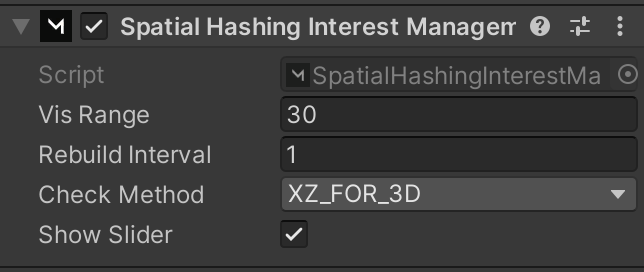 Spatial Hashing Interest Managem
Script SpatialHashingInterestMa
Vis Range 30
Rebuild Interval 1
Check Method XZ_FOR_3D
Show Slider